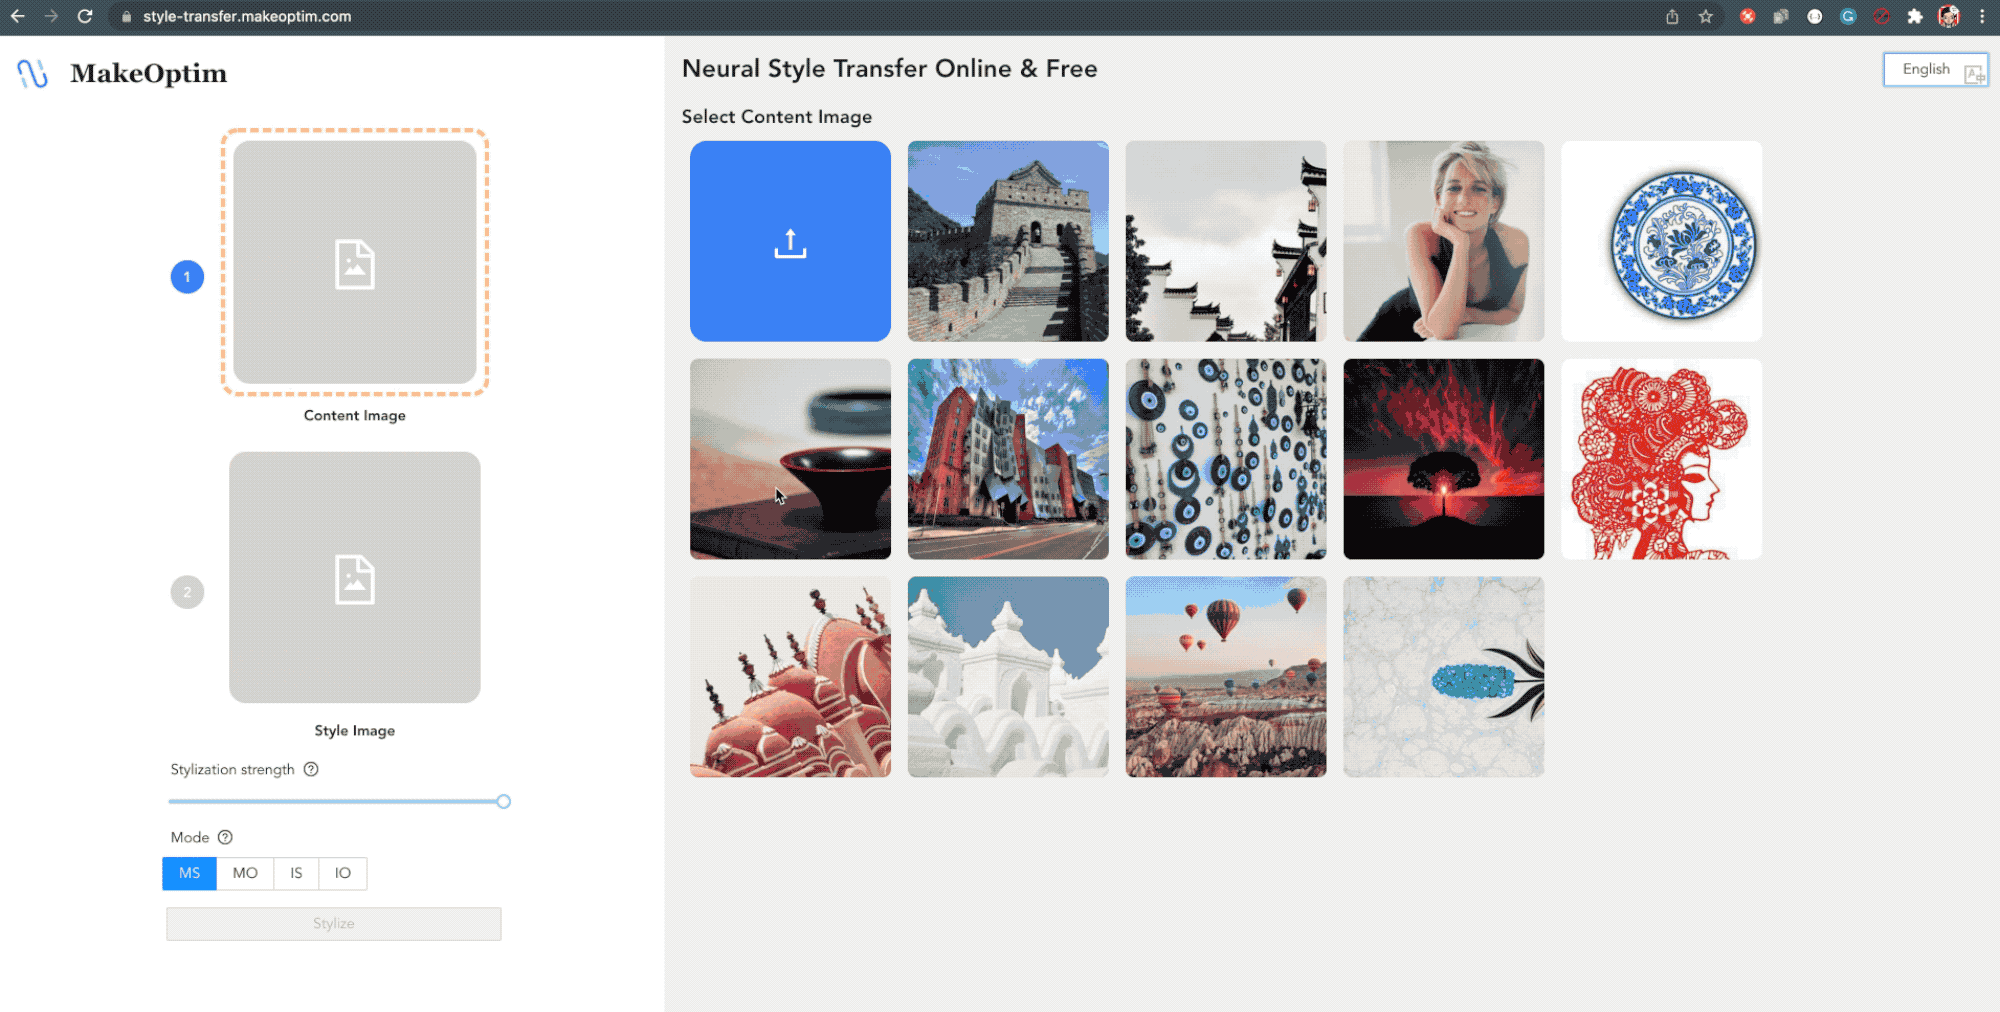 style-transfer.makeoptim.com
MakeOptim
Neural Style Transfer Online & Free
English
Select Content Image
1
Content Image
2
Style Image
Stylization strength
Mode
MS MO IS IO
Stylize